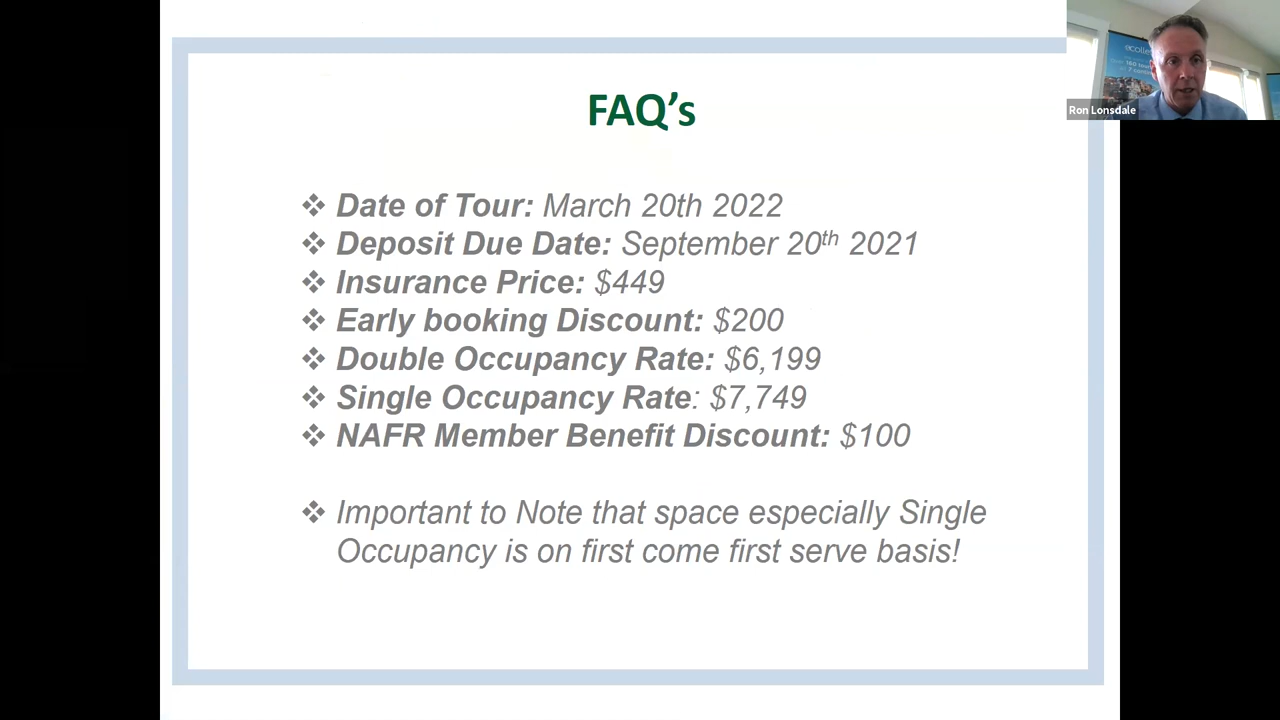 FAQ’s
❖ Date of Tour: March 20th 2022
❖ Deposit Due Date: September 20th 2021
❖ Insurance Price: $449
❖ Early booking Discount: $200
❖ Double Occupancy Rate: $6,199
❖ Single Occupancy Rate: $7,749
❖ NAFR Member Benefit Discount: $100
❖ Important to Note that space especially Single
Occupancy is on first come first serve basis!
Ron Lonsdale